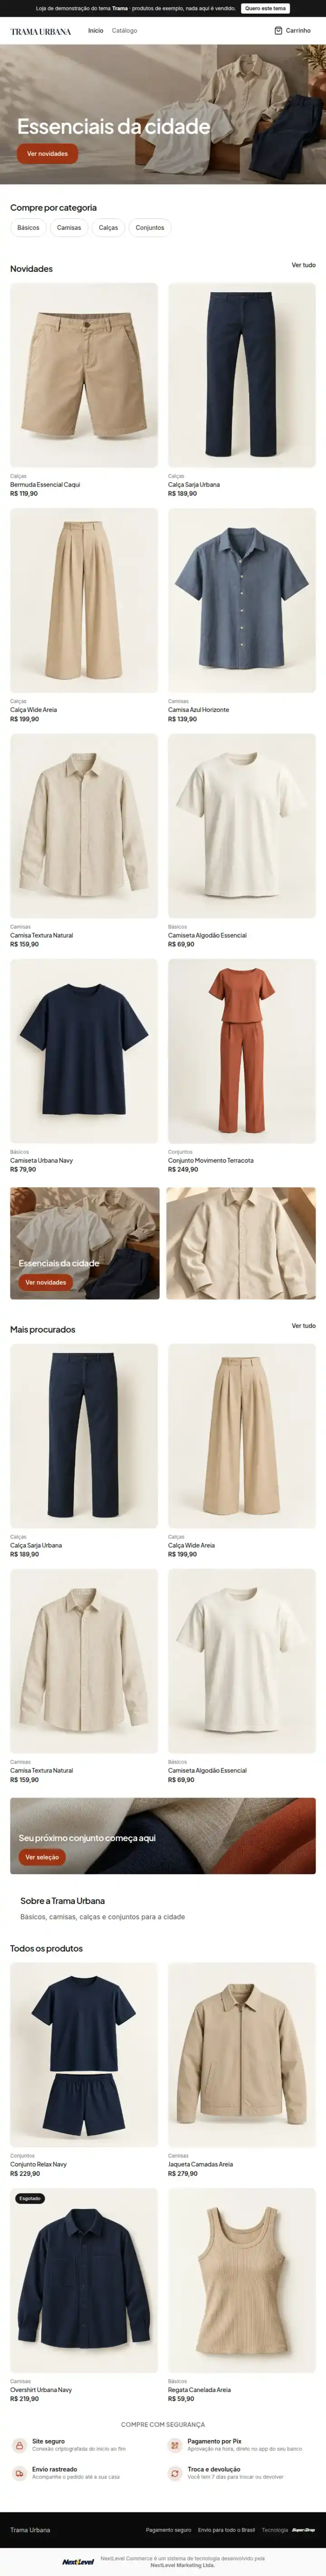 Loja de demonstração do tema Trama · produtos de exemplo, nada aqui é vendido. Quero este tema
TRAMA URBANA Início Catálogo Carrinho
Essenciais da cidade
Ver novidades
Compre por categoria
Básicos Camisas Calças Conjuntos
Novidades Ver tudo
Calças
Bermuda Essencial Caqui
R$ 119,90
Calças
Calça Sarja Urbana
R$ 189,90
Calças
Calça Wide Areia
R$ 199,90
Camisas
Camisa Azul Horizonte
R$ 139,90
Camisas
Camisa Textura Natural
R$ 159,90
Básicos
Camiseta Algodão Essencial
R$ 69,90
Básicos
Camiseta Urbana Navy
R$ 79,90
Conjuntos
Conjunto Movimento Terracota
R$ 249,90
Essenciais da cidade
Ver novidades
Mais procurados Ver tudo
Calças
Calça Sarja Urbana
R$ 189,90
Calças
Calça Wide Areia
R$ 199,90
Camisas
Camisa Textura Natural
R$ 159,90
Básicos
Camiseta Algodão Essencial
R$ 69,90
Seu próximo conjunto começa aqui
Ver seleção
Sobre a Trama Urbana
Básicos, camisas, calças e conjuntos para a cidade
Todos os produtos
Conjuntos
Conjunto Relax Navy
R$ 229,90
Camisas
Jaqueta Camadas Areia
R$ 279,90
Esgotado
Camisas
Overshirt Urbana Navy
R$ 219,90
Básicos
Regata Canelada Areia
R$ 59,90
COMPRE COM SEGURANÇA
Site seguro
Conexão criptografada do início ao fim
Pagamento por Pix
Aprovação na hora, direto no app do seu banco
Envio rastreado
Acompanhe o pedido até a sua casa
Troca e devolução
Você tem 7 dias para trocar ou devolver
Trama Urbana Pagamento seguro Envio para todo o Brasil Tecnologia SuperDrop
NextLevel NextLevel Commerce é um sistema de tecnologia desenvolvido pela
NextLevel Marketing Ltda.